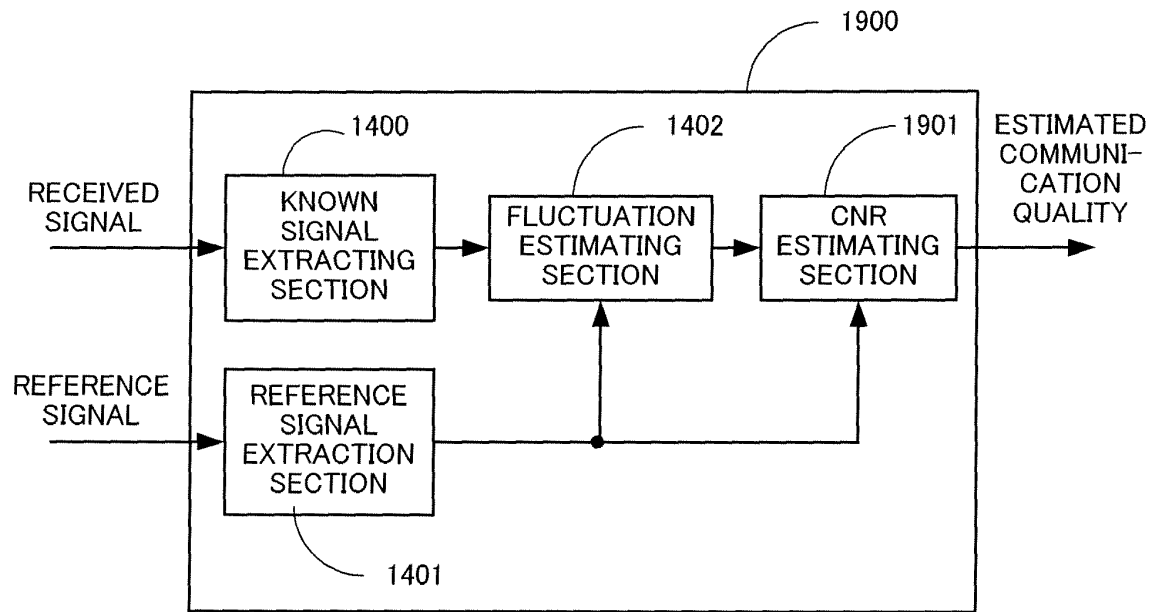 1900
1400
1402
1901
ESTIMATED
COMMUNI-
CATION
QUALITY
RECEIVED
SIGNAL
KNOWN
SIGNAL
EXTRACTING
SECTION
FLUCTUATION
ESTIMATING
SECTION
CNR
ESTIMATING
SECTION
REFERENCE
SIGNAL
REFERENCE
SIGNAL
EXTRACTION
SECTION
1401